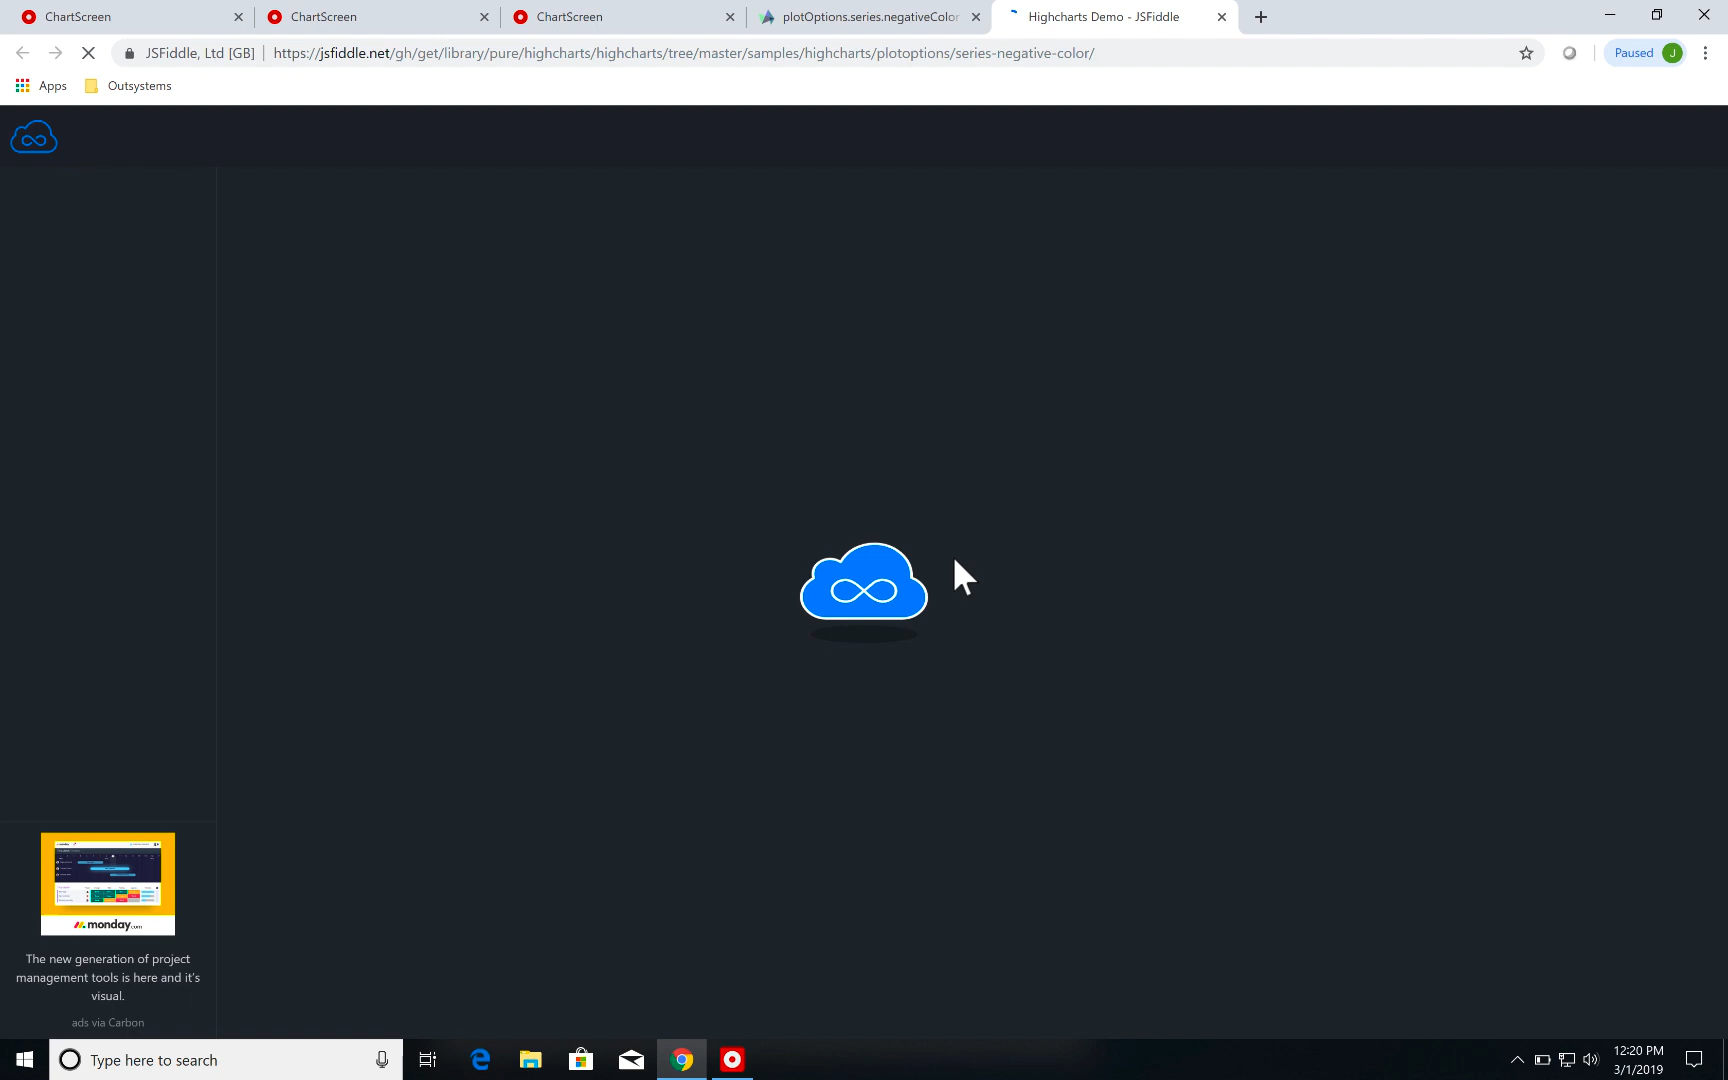 ChartScreen
ChartScreen
ChartScreen
plotOptions.series.negativeColor
Highcharts Demo - JSFiddle
JSFiddle, Ltd [GB]
https://jsfiddle.net/gh/get/library/pure/highcharts/highcharts/tree/master/samples/highcharts/plotoptions/series-negative-color/
Paused
J
Apps
Outsystems
monday.com
The new generation of project
management tools is here and it's
visual.
ads via Carbon
Type here to search
12:20 PM
3/1/2019